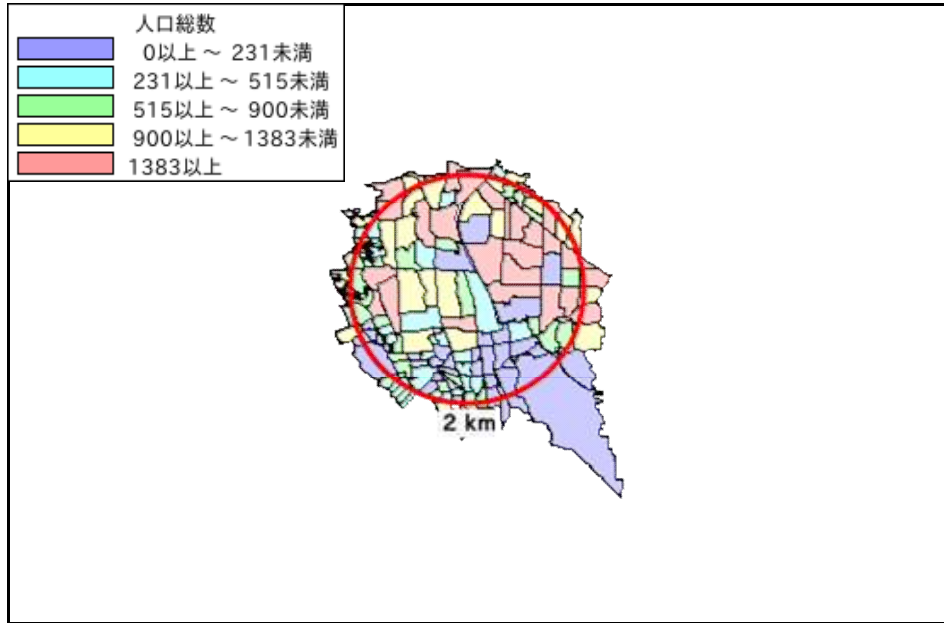 人口総数
0以上 ～ 231未満
231以上 ～ 515未満
515以上 ～ 900未満
900以上 ～ 1383未満
1383以上
2 km